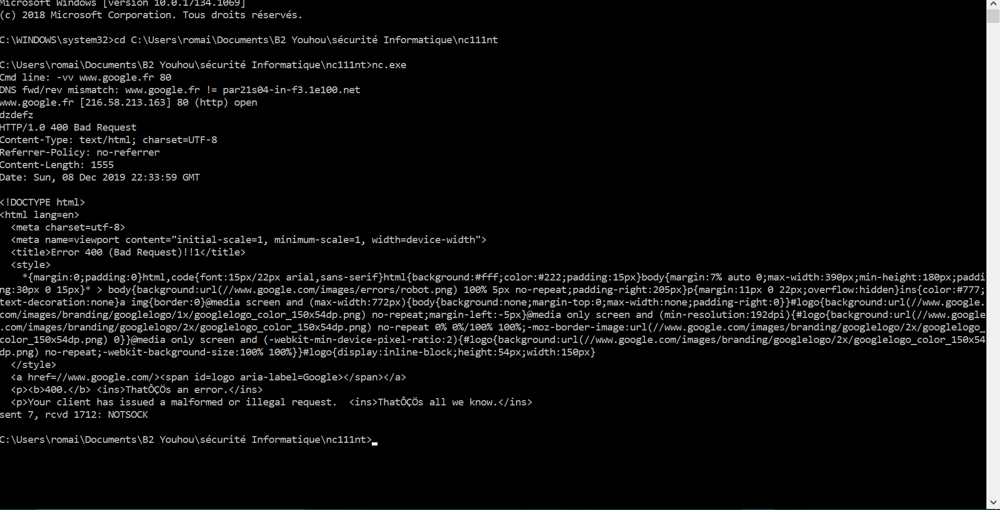 Microsoft Windows [version 10.0.17134.1069]
(c) 2018 Microsoft Corporation. Tous droits réservés.
C:\WINDOWS\system32>cd C:\Users\romai\Documents\B2 Youhou\sécurité Informatique\nc111nt
C:\Users\romai\Documents\B2 Youhou\sécurité Informatique\nc111nt>nc.exe
Cmd line: -vv www.google.fr 80
DNS fwd/rev mismatch: www.google.fr != par21s04-in-f3.1e100.net
www.google.fr [216.58.213.163] 80 (http) open
dzdefz
HTTP/1.0 400 Bad Request
Content-Type: text/html; charset=UTF-8
Referrer-Policy: no-referrer
Content-Length: 1555
Date: Sun, 08 Dec 2019 22:33:59 GMT
<!DOCTYPE html>
<html lang=en>
  <meta charset=utf-8>
  <meta name=viewport content="initial-scale=1, minimum-scale=1, width=device-width">
  <title>Error 400 (Bad Request)!!1</title>
  <style>
    *{margin:0;padding:0}html,code{font:15px/22px arial,sans-serif}html{background:#fff;color:#222;padding:15px}body{margin:7% auto 0;max-width:390px;min-height:180px;paddi
ng:30px 0 15px}* > body{background:url(//www.google.com/images/errors/robot.png) 100% 5px no-repeat;padding-right:205px}p{margin:11px 0 22px;overflow:hidden}ins{color:#777;
text-decoration:none}a img{border:0}@media screen and (max-width:772px){body{background:none;margin-top:0;max-width:none;padding-right:0}}#logo{background:url(//www.google.
com/images/branding/googlelogo/1x/googlelogo_color_150x54dp.png) no-repeat;margin-left:-5px}@media only screen and (min-resolution:192dpi){#logo{background:url(//www.google
.com/images/branding/googlelogo/2x/googlelogo_color_150x54dp.png) no-repeat 0% 0%/100% 100%;-moz-border-image:url(//www.google.com/images/branding/googlelogo/2x/googlelogo_
color_150x54dp.png) 0}}@media only screen and (-webkit-min-device-pixel-ratio:2){#logo{background:url(//www.google.com/images/branding/googlelogo/2x/googlelogo_color_150x54
dp.png) no-repeat;-webkit-background-size:100% 100%}}#logo{display:inline-block;height:54px;width:150px}
  </style>
  <a href=//www.google.com/><span id=logo aria-label=Google></span></a>
  <p><b>400.</b> <ins>ThatÔÇÖs an error.</ins>
  <p>Your client has issued a malformed or illegal request.  <ins>ThatÔÇÖs all we know.</ins>
sent 7, rcvd 1712: NOTSOCK
C:\Users\romai\Documents\B2 Youhou\sécurité Informatique\nc111nt>